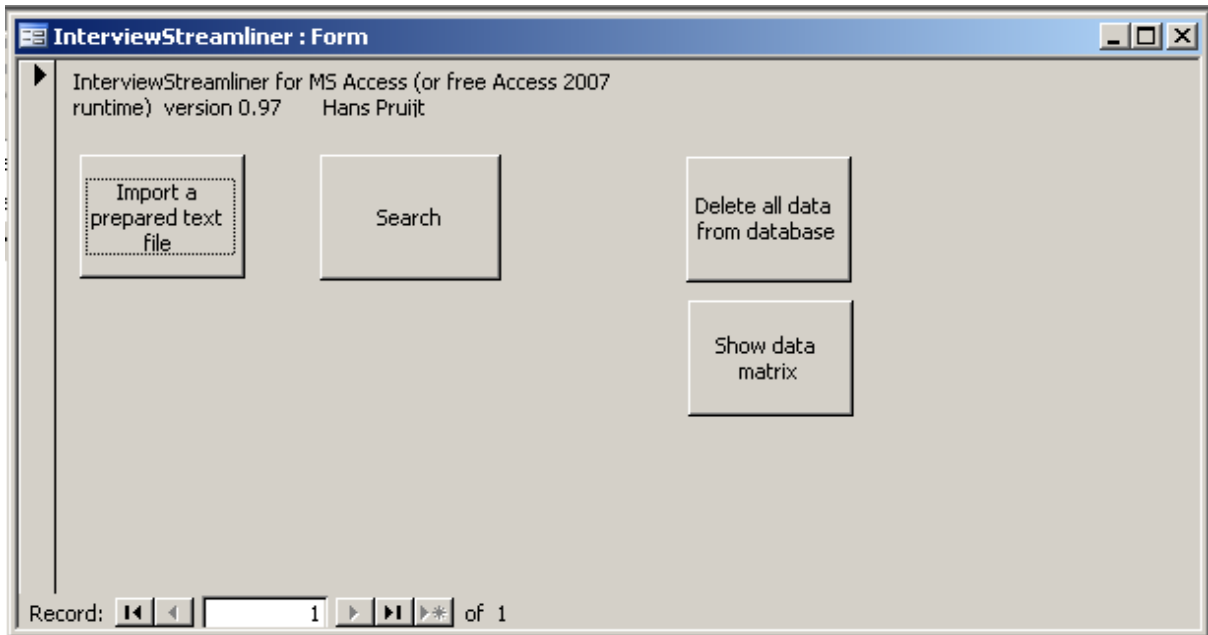 InterviewStreamliner : Form
InterviewStreamliner for MS Access (or free Access 2007
runtime) version 0.97 Hans Pruijt
Import a
prepared text
file
Search
Delete all data
from database
Show data
matrix
Record: 1 of 1